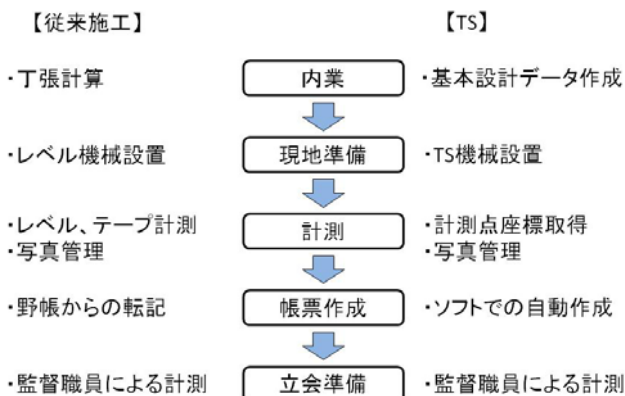 【従来施工】 【TS】
・丁張計算 内業 ・基本設計データ作成
・レベル機械設置 現地準備 ・TS機械設置
・レベル、テープ計測 計測 ・計測点座標取得
・写真管理 ・写真管理
・野帳からの転記 帳票作成 ・ソフトでの自動作成
・監督職員による計測 立会準備 ・監督職員による計測